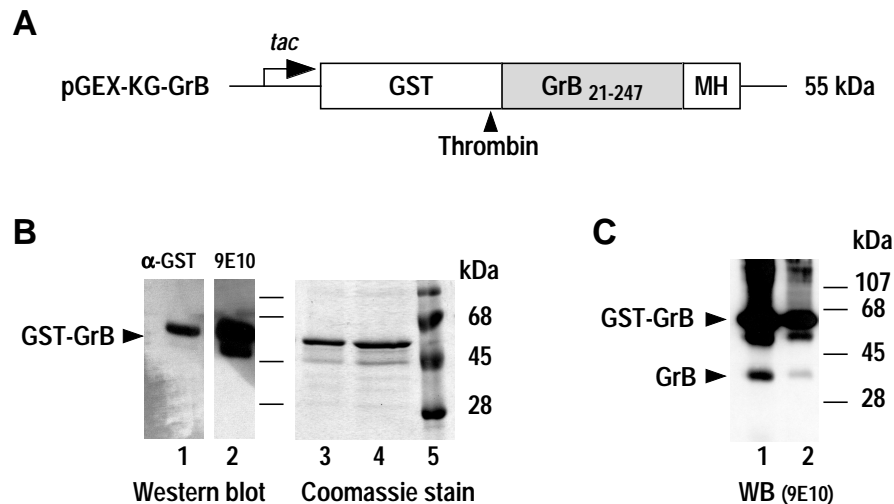 A
tac
pGEX-KG-GrB GST GrB 21-247 MH 55 kDa
Thrombin
B
α-GST 9E10 kDa
68
GST-GrB
45
28
1 2 3 4 5
Western blot Coomassie stain
C
kDa
107
GST-GrB 68
45
GrB
28
1 2
WB (9E10)